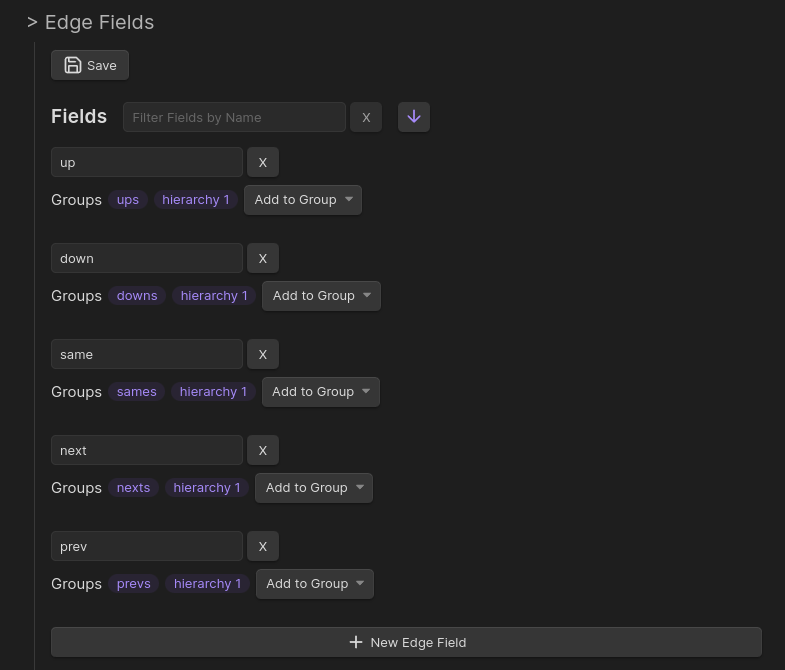 > Edge Fields
Save
Fields Filter Fields by Name X
up X
Groups ups hierarchy 1 Add to Group
down X
Groups downs hierarchy 1 Add to Group
same X
Groups sames hierarchy 1 Add to Group
next X
Groups nexts hierarchy 1 Add to Group
prev X
Groups prevs hierarchy 1 Add to Group
+ New Edge Field